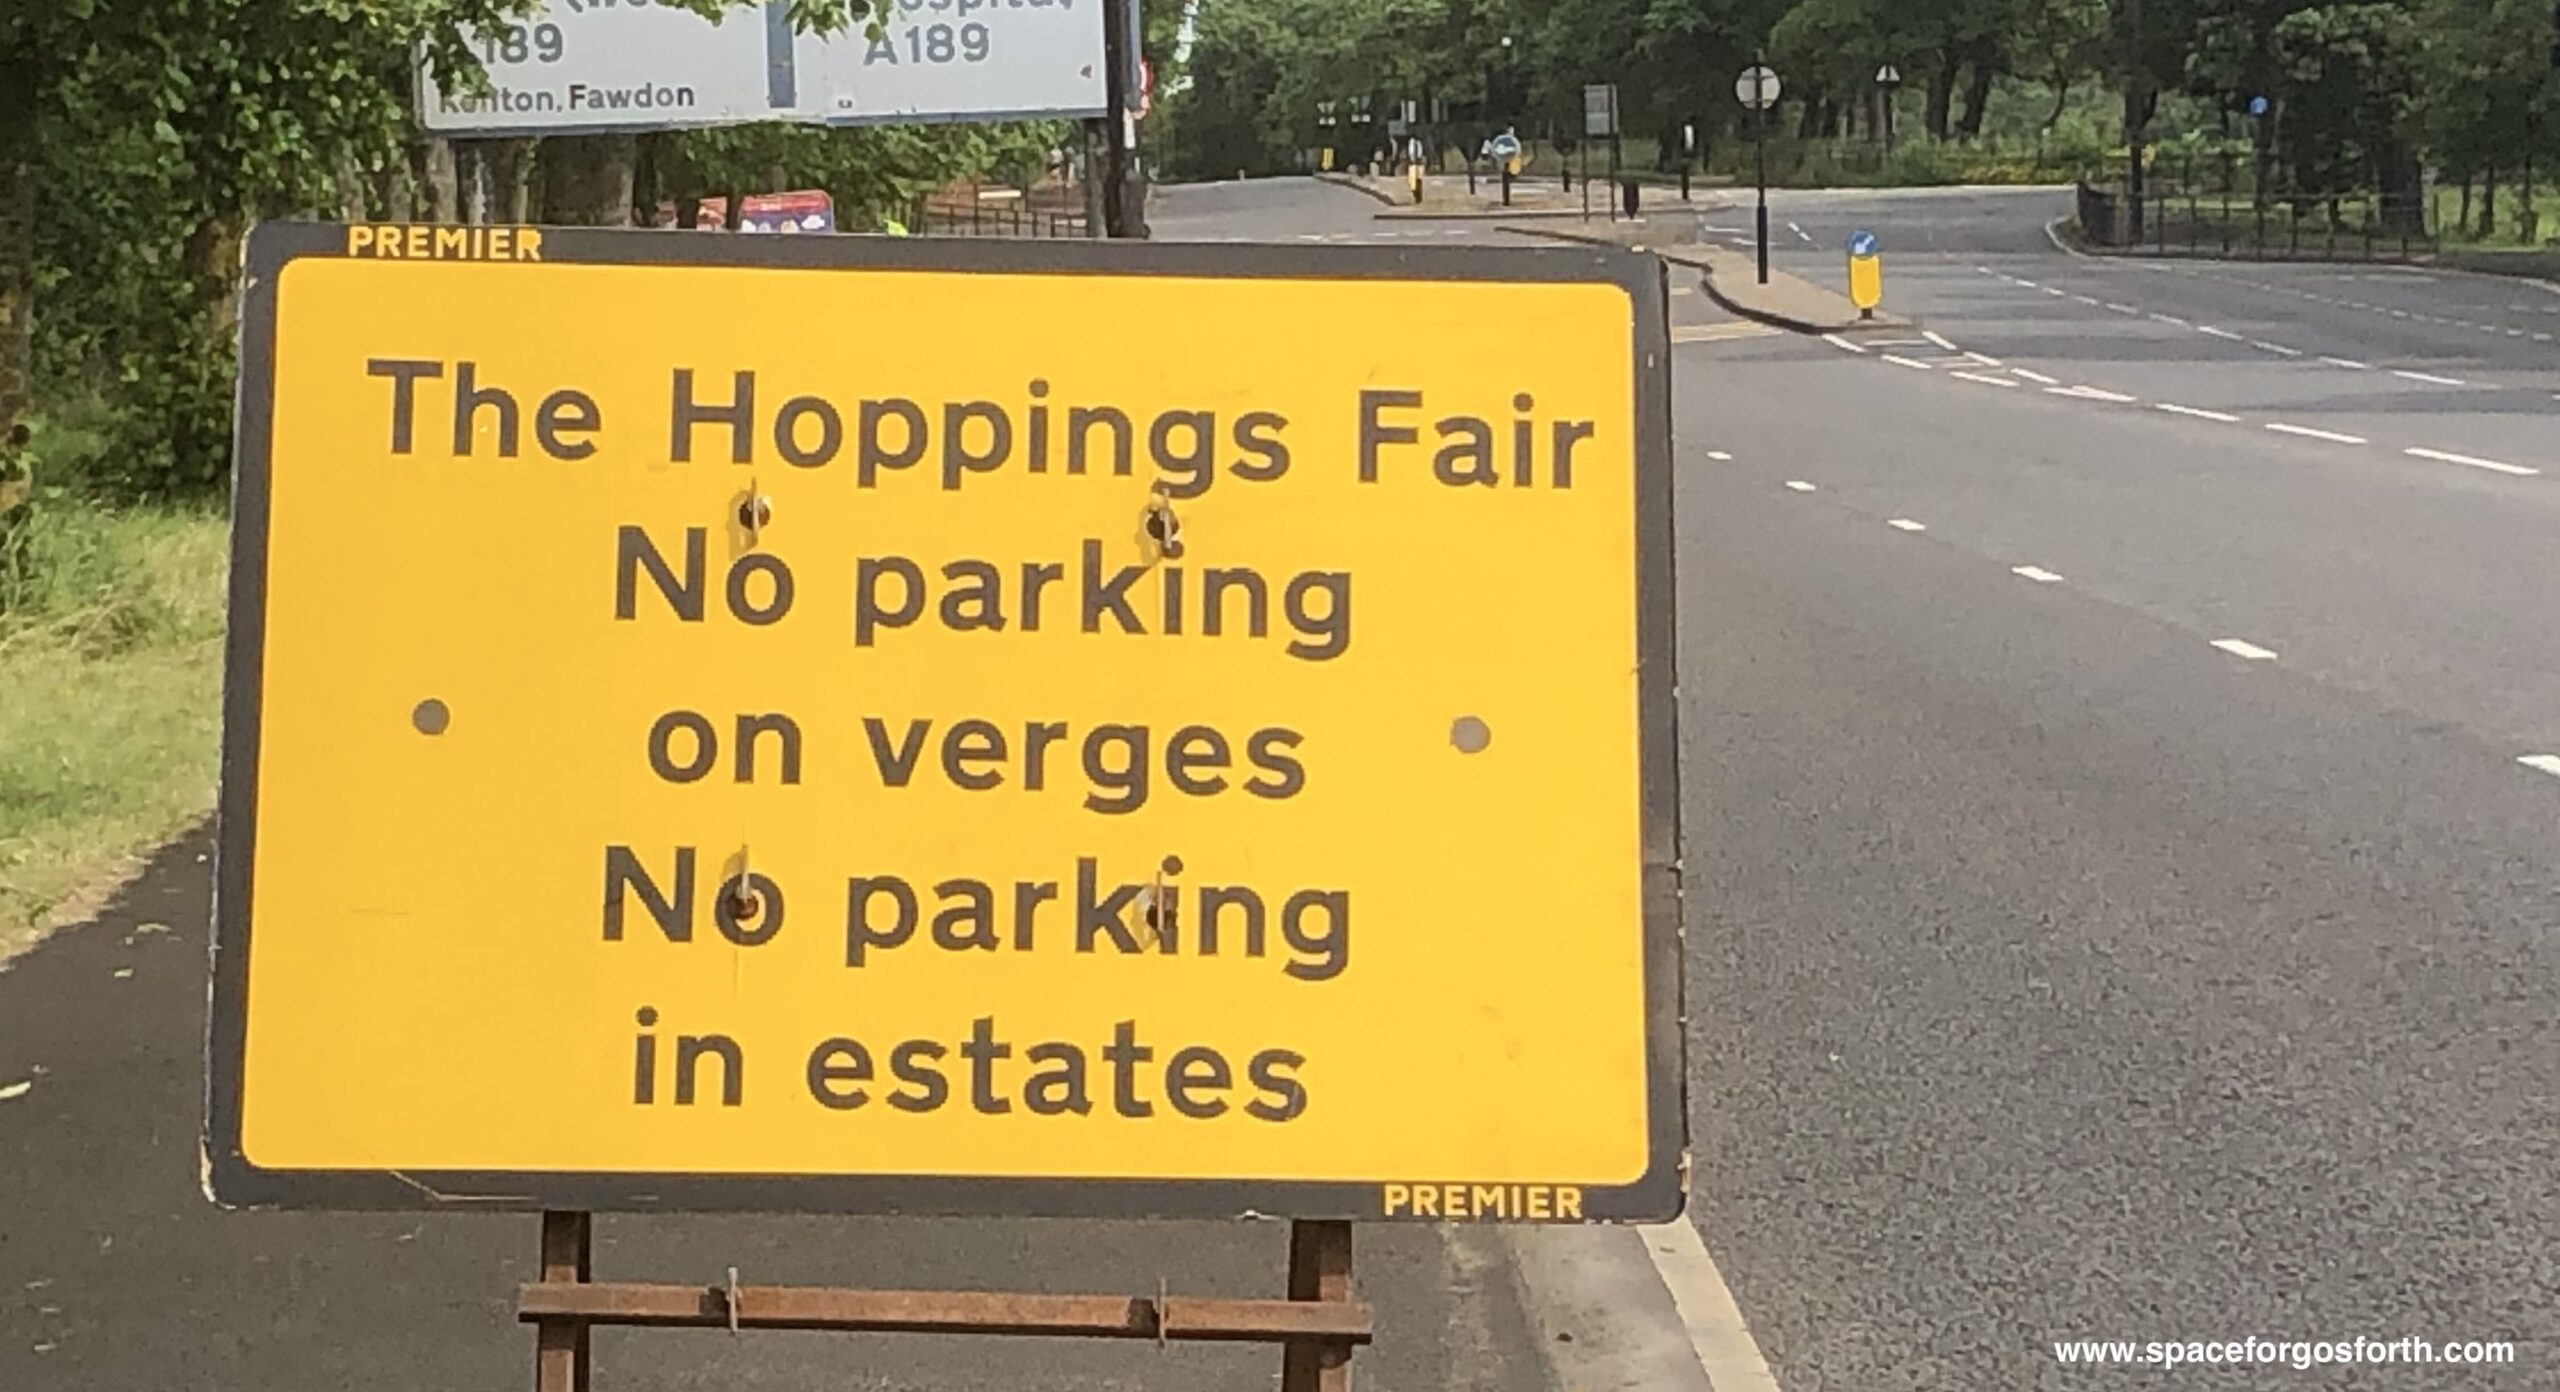 A189
A189
Kenton, Fawdon
PREMIER
The Hoppings Fair
No parking
on verges
No parking
in estates
PREMIER
www.spaceforgosforth.com